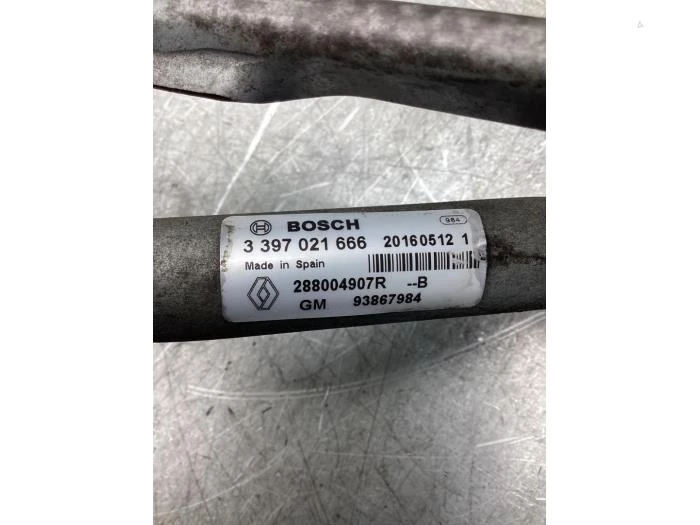 BOSCH 984
3 397 021 666 20160512 1
Made in Spain
288004907R --B
GM 93867984